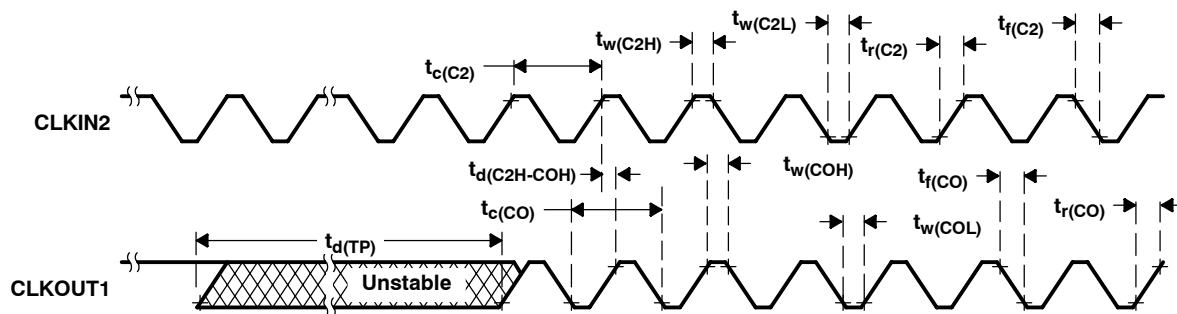 tw(C2L)
tf(C2)
tw(C2H)
tr(C2)
tc(C2)
CLKIN2
td(C2H-COH)
tw(COH)
tf(CO)
tc(CO)
tr(CO)
tw(COL)
td(TP)
Unstable
CLKOUT1